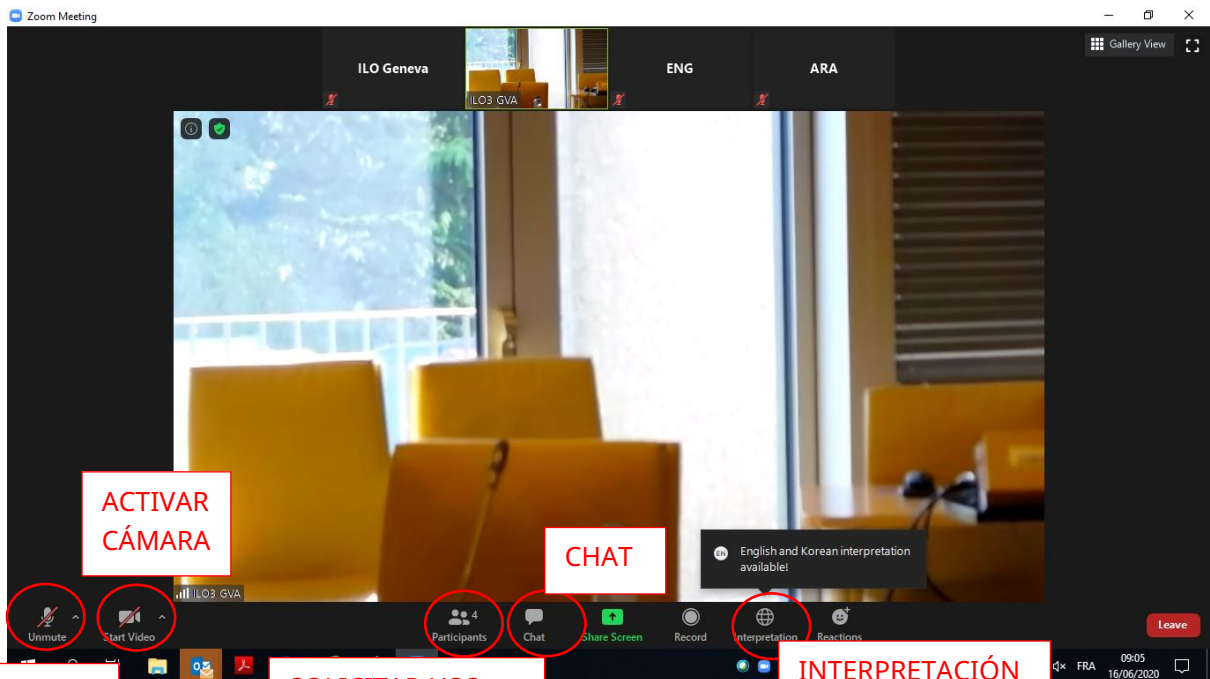 Zoom Meeting
Gallery View
ILO Geneva
ILO3 GVA
ENG
ARA
ACTIVAR
CÁMARA
CHAT
EN English and Korean interpretation
available!
ILO3 GVA
Unmute
Start Video
4
Participants
Chat
Share Screen
Record
Interpretation
Reactions
Leave
INTERPRETACIÓN
FRA
09:05
16/06/2020